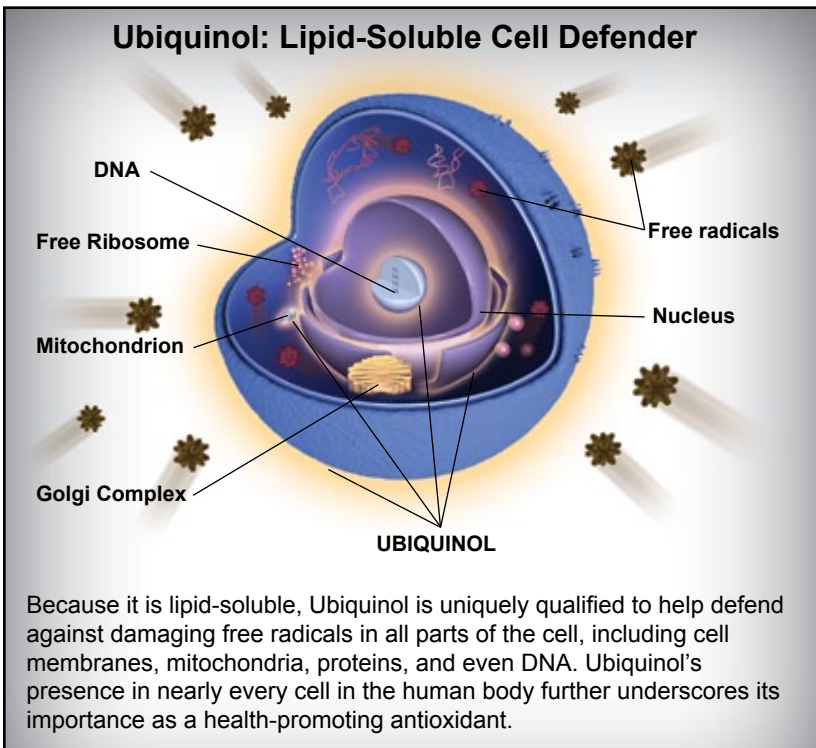 Ubiquinol: Lipid-Soluble Cell Defender
DNA
Free Ribosome
Free radicals
Nucleus
Mitochondrion
Golgi Complex
UBIQUINOL
Because it is lipid-soluble, Ubiquinol is uniquely qualified to help defend
against damaging free radicals in all parts of the cell, including cell
membranes, mitochondria, proteins, and even DNA. Ubiquinol’s
presence in nearly every cell in the human body further underscores its
importance as a health-promoting antioxidant.